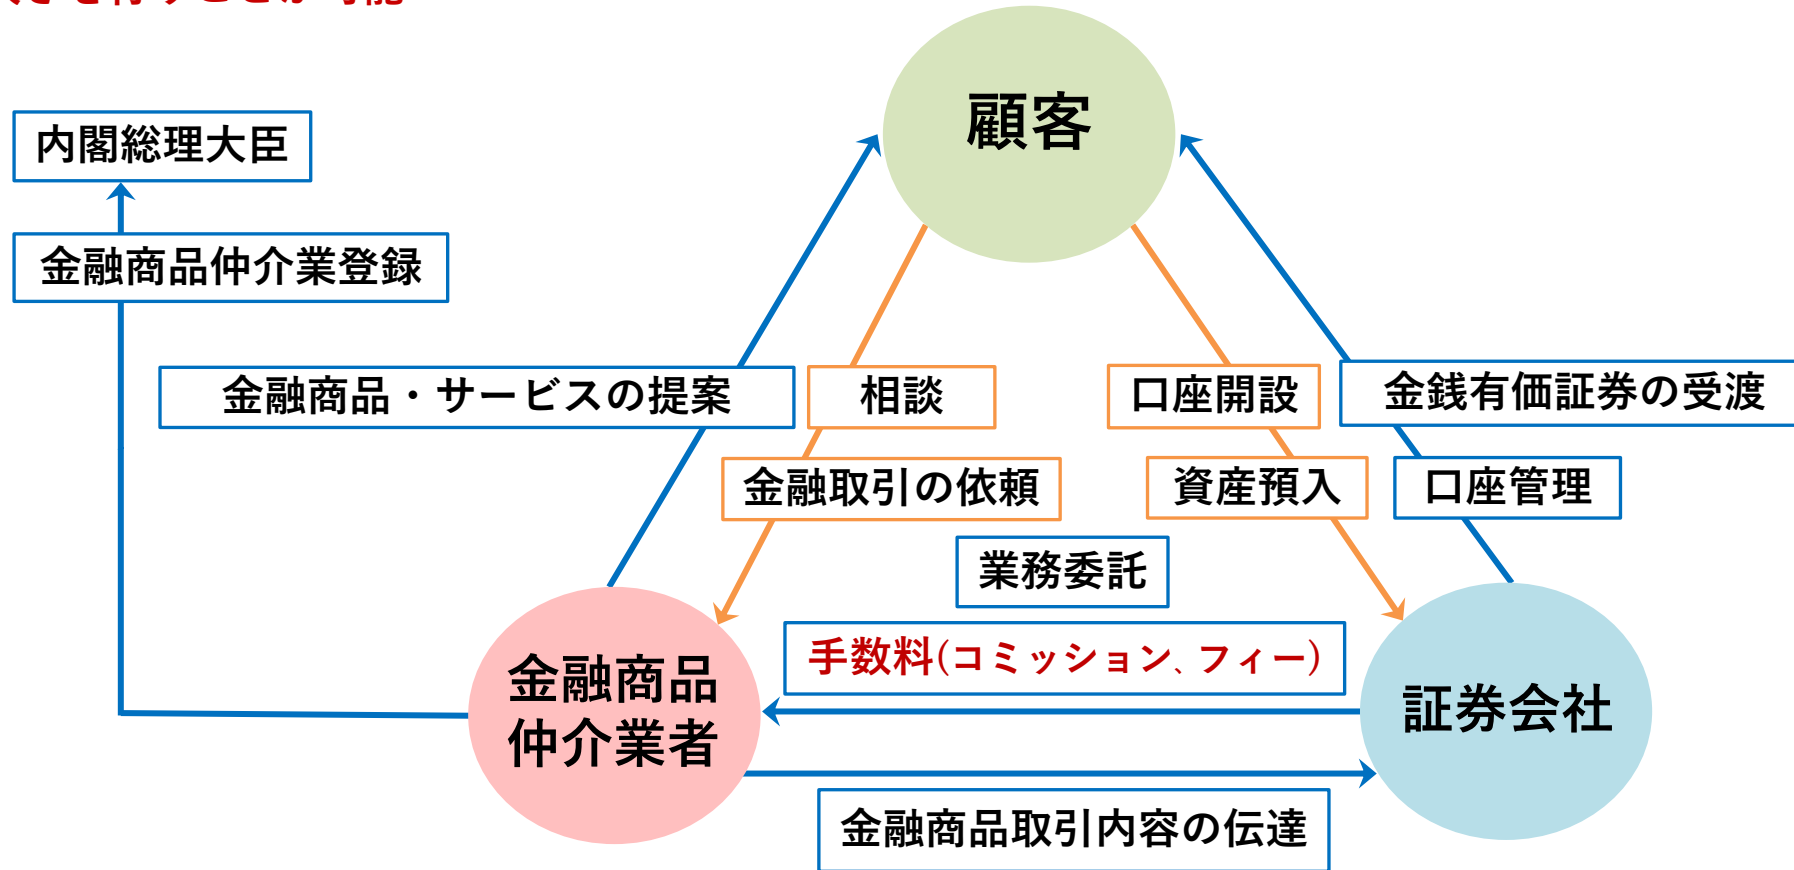 顧客
内閣総理大臣
金融商品仲介業登録
金融商品・サービスの提案
相談
口座開設
金銭有価証券の受渡
金融取引の依頼
資産預入
口座管理
業務委託
手数料(コミッション、フィー)
金融商品
仲介業者
証券会社
金融商品取引内容の伝達